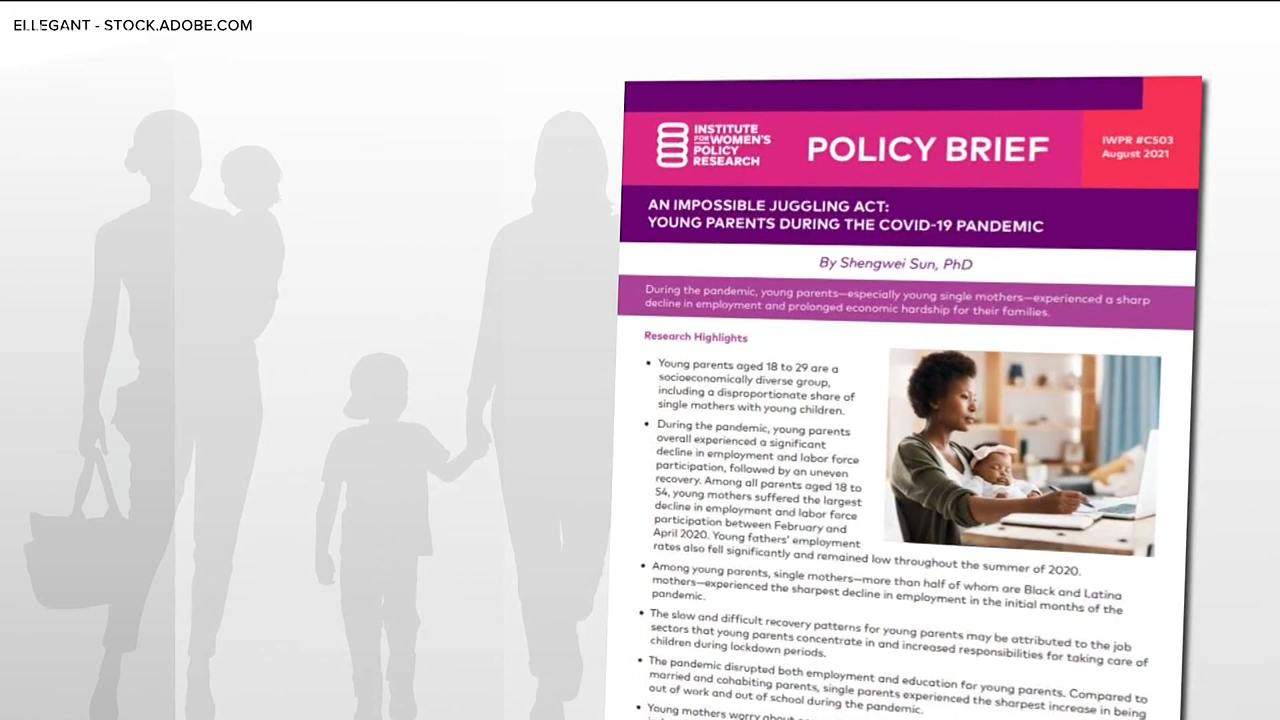 ELLEGANT - STOCK.ADOBE.COM
INSTITUTE
FOR WOMEN'S
POLICY
RESEARCH
POLICY BRIEF
IWPR #C503
August 2021
AN IMPOSSIBLE JUGGLING ACT:
YOUNG PARENTS DURING THE COVID-19 PANDEMIC
By Shengwei Sun, PhD
During the pandemic, young parents—especially young single mothers—experienced a sharp
decline in employment and prolonged economic hardship for their families.
Research Highlights
• Young parents aged 18 to 29 are a
socioeconomically diverse group,
including a disproportionate share of
single mothers with young children.
• During the pandemic, young parents
overall experienced a significant
decline in employment and labor force
participation, followed by an uneven
recovery. Among all parents aged 18 to
54, young mothers suffered the largest
decline in employment and labor force
participation between February and
April 2020. Young fathers' employment
rates also fell significantly and remained low throughout the summer of 2020.
• Among young parents, single mothers—more than half of whom are Black and Latina
mothers—experienced the sharpest decline in employment in the initial months of the
pandemic.
• The slow and difficult recovery patterns for young parents may be attributed to the job
sectors that young parents concentrate in and increased responsibilities for taking care of
children during lockdown periods.
• The pandemic disrupted both employment and education for young parents. Compared to
married and cohabiting parents, single parents experienced the sharpest increase in being
out of work and out of school during the pandemic.
• Young mothers worry about